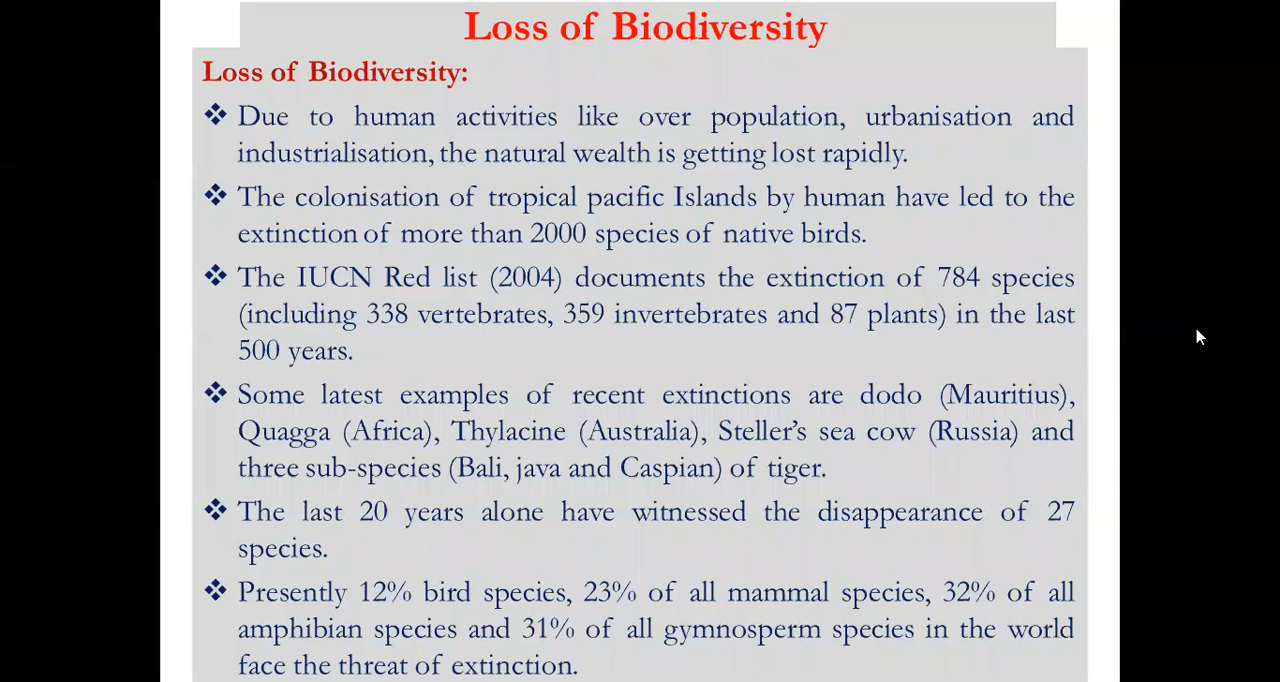 Loss of Biodiversity
Loss of Biodiversity:
❖ Due to human activities like over population, urbanisation and
industrialisation, the natural wealth is getting lost rapidly.
❖ The colonisation of tropical pacific Islands by human have led to the
extinction of more than 2000 species of native birds.
❖ The IUCN Red list (2004) documents the extinction of 784 species
(including 338 vertebrates, 359 invertebrates and 87 plants) in the last
500 years.
❖ Some latest examples of recent extinctions are dodo (Mauritius),
Quagga (Africa), Thylacine (Australia), Steller's sea cow (Russia) and
three sub-species (Bali, java and Caspian) of tiger.
❖ The last 20 years alone have witnessed the disappearance of 27
species.
❖ Presently 12% bird species, 23% of all mammal species, 32% of all
amphibian species and 31% of all gymnosperm species in the world
face the threat of extinction.